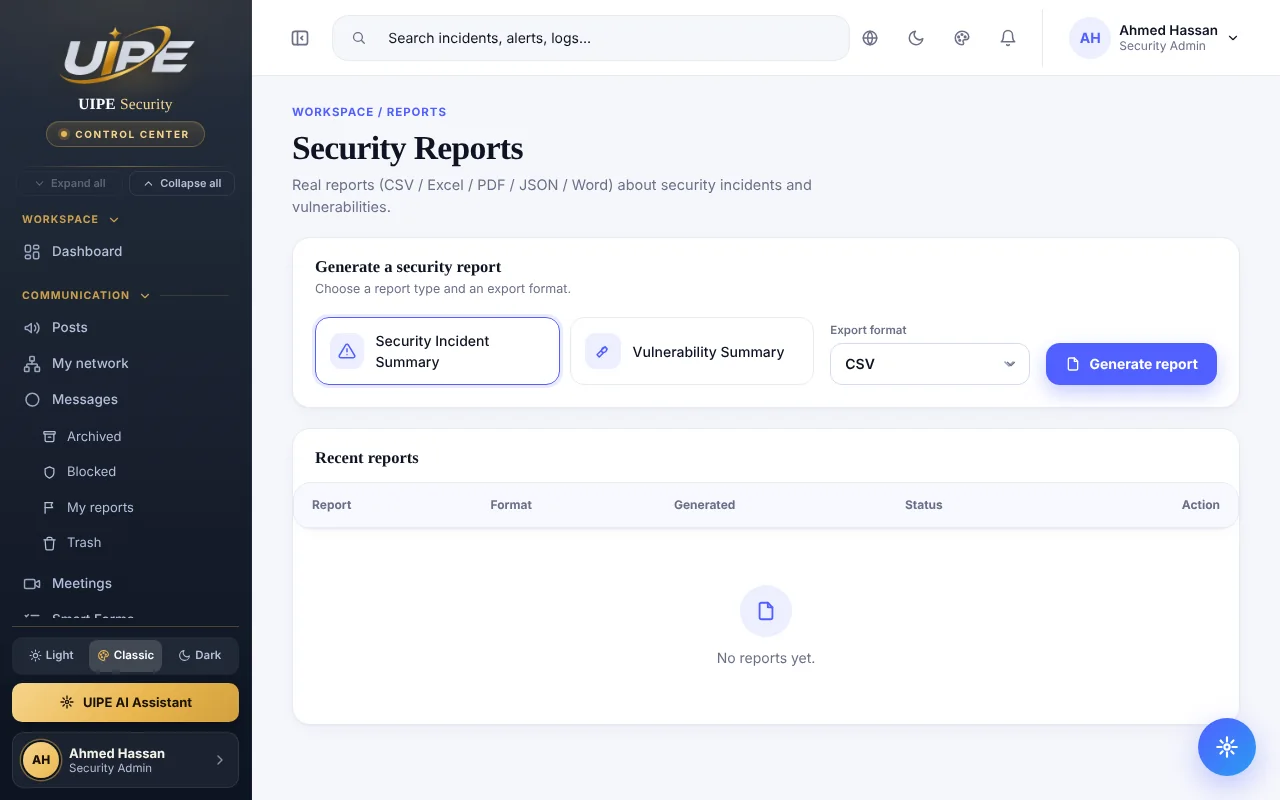 UIPE
UIPE Security
CONTROL CENTER
Expand all
Collapse all
WORKSPACE
Dashboard
COMMUNICATION
Posts
My network
Messages
Archived
Blocked
My reports
Trash
Meetings
Smart Forms
Light
Classic
Dark
UIPE AI Assistant
AH
Ahmed Hassan
Security Admin
Search incidents, alerts, logs...
AH
Ahmed Hassan
Security Admin
WORKSPACE / REPORTS
Security Reports
Real reports (CSV / Excel / PDF / JSON / Word) about security incidents and
vulnerabilities.
Generate a security report
Choose a report type and an export format.
Security Incident
Summary
Vulnerability Summary
Export format
CSV
Generate report
Recent reports
Report
Format
Generated
Status
Action
No reports yet.